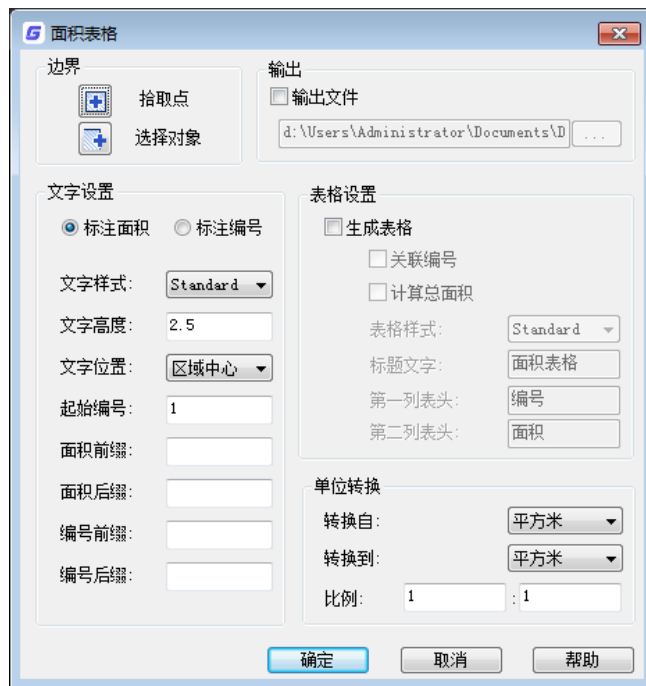 面积表格
边界
拾取点
选择对象
输出
输出文件
d:\Users\Administrator\Documents\D
...
文字设置
标注面积 标注编号
文字样式: Standard
文字高度: 2.5
文字位置: 区域中心
起始编号: 1
面积前缀:
面积后缀:
编号前缀:
编号后缀:
表格设置
生成表格
关联编号
计算总面积
表格样式: Standard
标题文字: 面积表格
第一列表头: 编号
第二列表头: 面积
单位转换
转换自: 平方米
转换到: 平方米
比例: 1 : 1
确定 取消 帮助